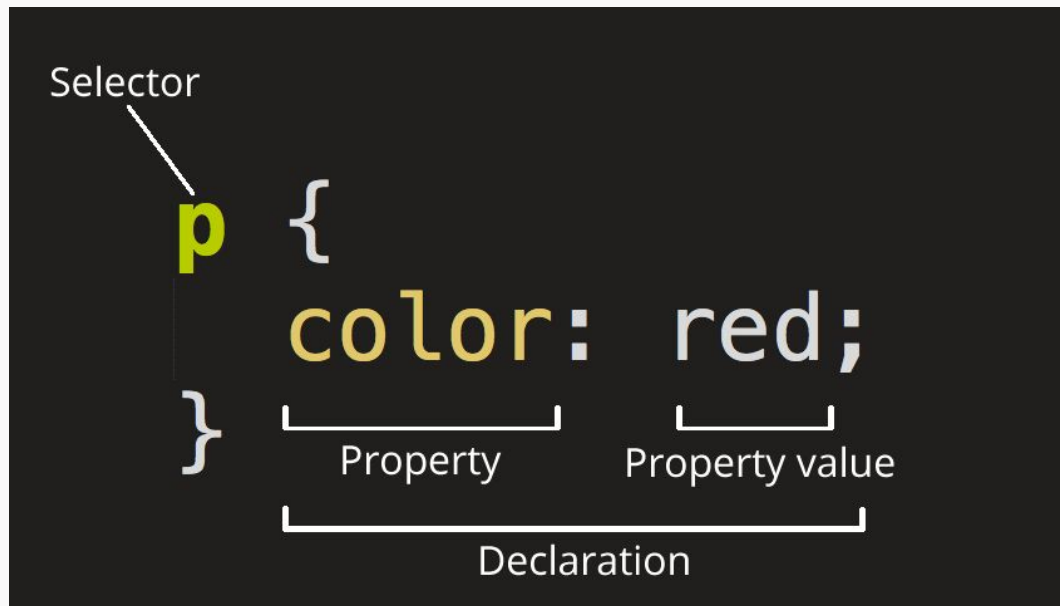 Selector
p {
color: red;
}
Property Property value
Declaration